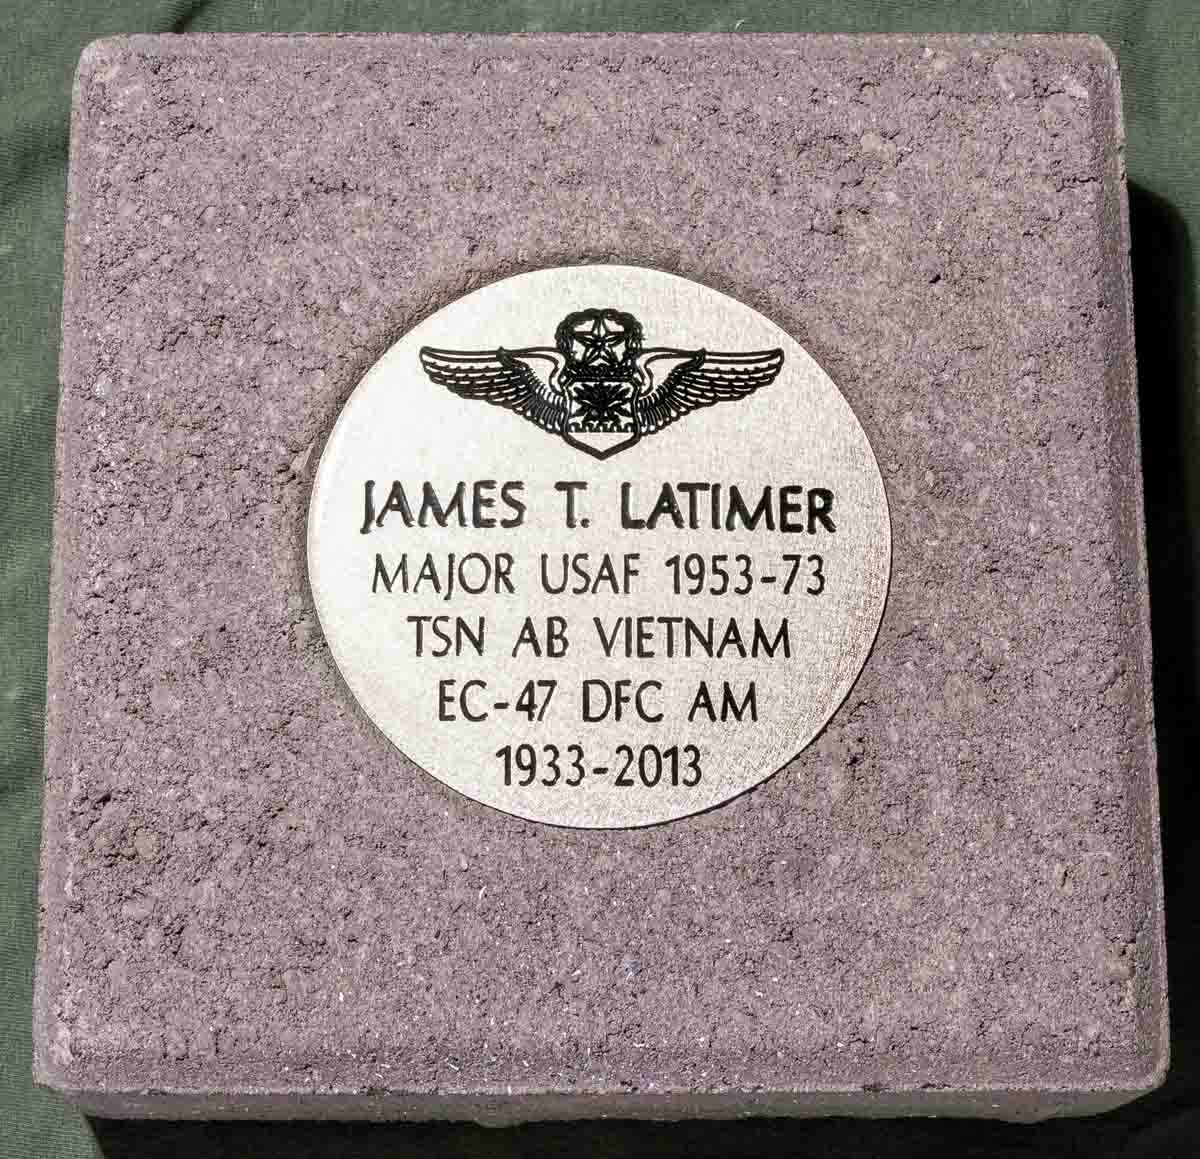 JAMES T. LATIMER
MAJOR USAF 1953-73
TSN AB VIETNAM
EC-47 DFC AM
1933-2013